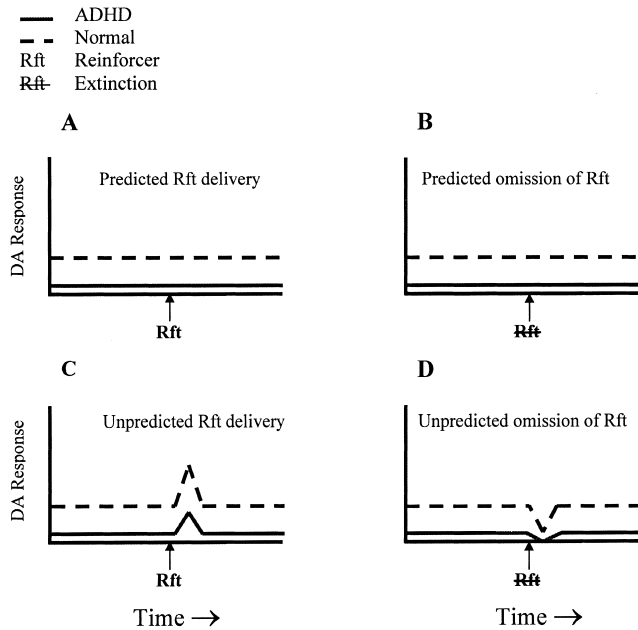 ADHD
Normal
Rft Reinforcer
Rft Extinction
A
B
Predicted Rft delivery
Predicted omission of Rft
DA Response
Rft
Rft
C
D
Unpredicted Rft delivery
Unpredicted omission of Rft
DA Response
Rft
Rft
Time →
Time →